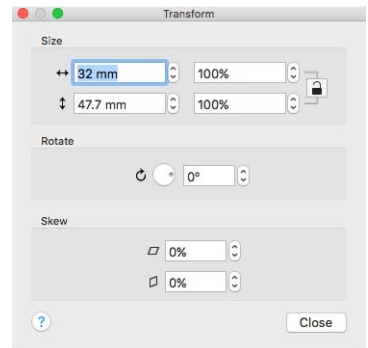 Transform
Size
32 mm 100%
47.7 mm 100%
Rotate
0°
Skew
0%
0%
? Close